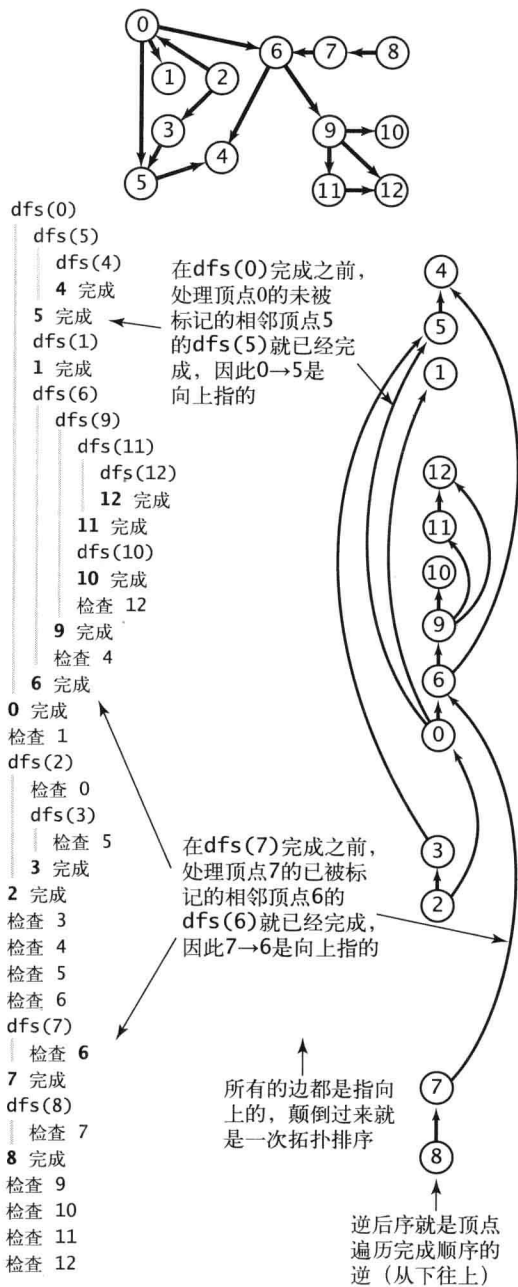 0
6
7
8
1
2
3
9
10
4
5
11
12
dfs(0)
dfs(5)
dfs(4)
4 完成
5 完成
dfs(1)
1 完成
dfs(6)
dfs(9)
dfs(11)
dfs(12)
12 完成
11 完成
dfs(10)
10 完成
检查 12
9 完成
检查 4
6 完成
0 完成
检查 1
dfs(2)
检查 0
dfs(3)
检查 5
3 完成
2 完成
检查 3
检查 4
检查 5
检查 6
dfs(7)
检查 6
7 完成
dfs(8)
检查 7
8 完成
检查 9
检查 10
检查 11
检查 12
在dfs(0)完成之前，
处理顶点0的未被
标记的相邻顶点5
的dfs(5)就已经完
成，因此0→5是
向上指的
在dfs(7)完成之前，
处理顶点7的已被标
记的相邻顶点6的
dfs(6)就已经完成，
因此7→6是向上指的
所有的边都是指向
上的，颠倒过来就
是一次拓扑排序
4
5
1
12
11
10
9
6
0
3
2
7
8
逆后序就是顶点
遍历完成顺序的
逆（从下往上）